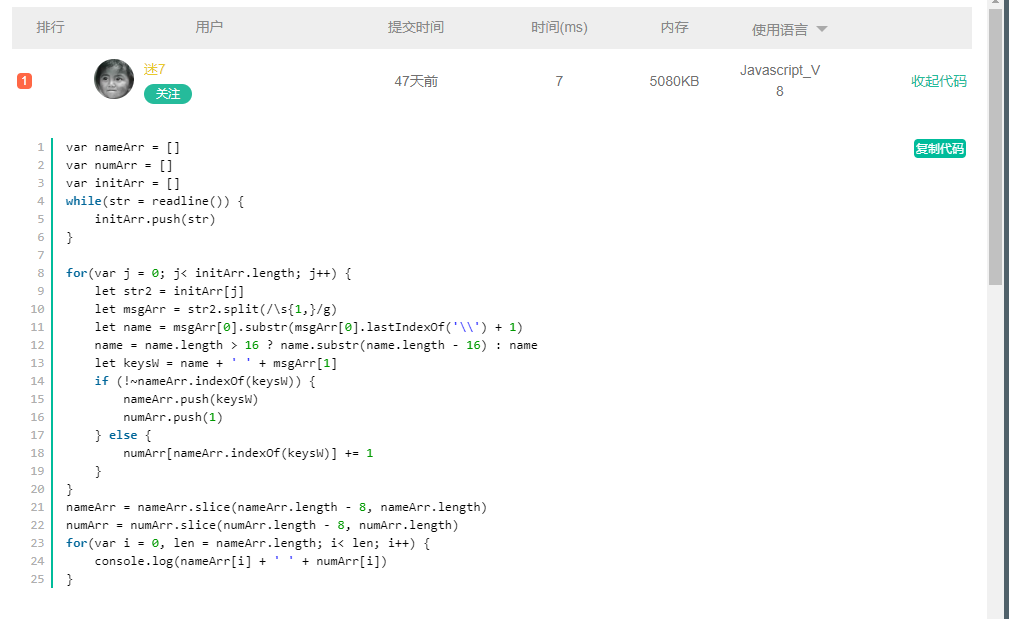 排行 用户 提交时间 时间(ms) 内存 使用语言
1 迷7 关注 47天前 7 5080KB Javascript_V8 收起代码
复制代码
1 var nameArr = []
2 var numArr = []
3 var initArr = []
4 while(str = readline()) {
5     initArr.push(str)
6 }
7
8 for(var j = 0; j< initArr.length; j++) {
9     let str2 = initArr[j]
10     let msgArr = str2.split(/\s{1,}/g)
11     let name = msgArr[0].substr(msgArr[0].lastIndexOf('\\') + 1)
12     name = name.length > 16 ? name.substr(name.length - 16) : name
13     let keysW = name + ' ' + msgArr[1]
14     if (!~nameArr.indexOf(keysW)) {
15         nameArr.push(keysW)
16         numArr.push(1)
17     } else {
18         numArr[nameArr.indexOf(keysW)] += 1
19     }
20 }
21 nameArr = nameArr.slice(nameArr.length - 8, nameArr.length)
22 numArr = numArr.slice(numArr.length - 8, numArr.length)
23 for(var i = 0, len = nameArr.length; i< len; i++) {
24     console.log(nameArr[i] + ' ' + numArr[i])
25 }